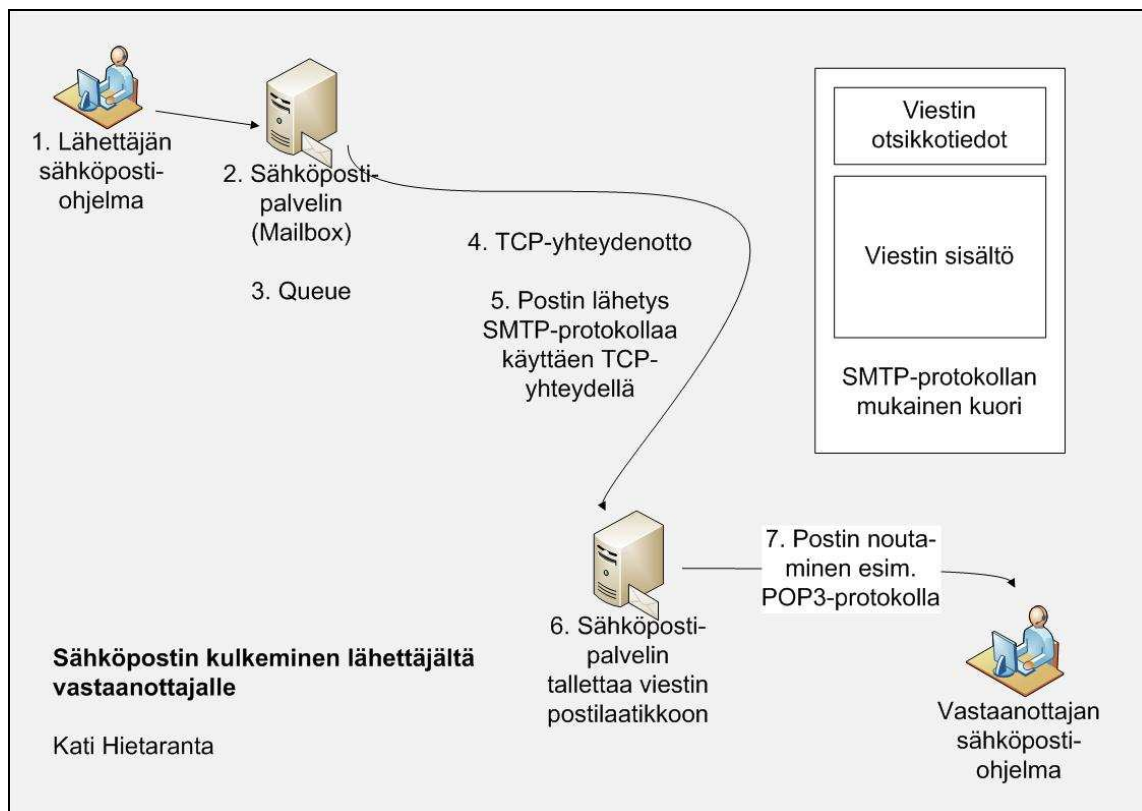 1. Lähettäjän
sähköposti-
ohjelma
2. Sähköposti-
palvelin
(Mailbox)
3. Queue
4. TCP-yhteydenotto
5. Postin lähetys
SMTP-protokollaa
käyttäen TCP-
yhteydellä
Viestin
otsikkotiedot
Viestin sisältö
SMTP-protokollan
mukainen kuori
6. Sähköposti-
palvelin
tallettaa viestin
postilaatikkoon
7. Postin nouta-
minen esim.
POP3-protokolla
Vastaanottajan
sähköposti-
ohjelma
Sähköpostin kulkeminen lähettäjältä
vastaanottajalle
Kati Hietaranta